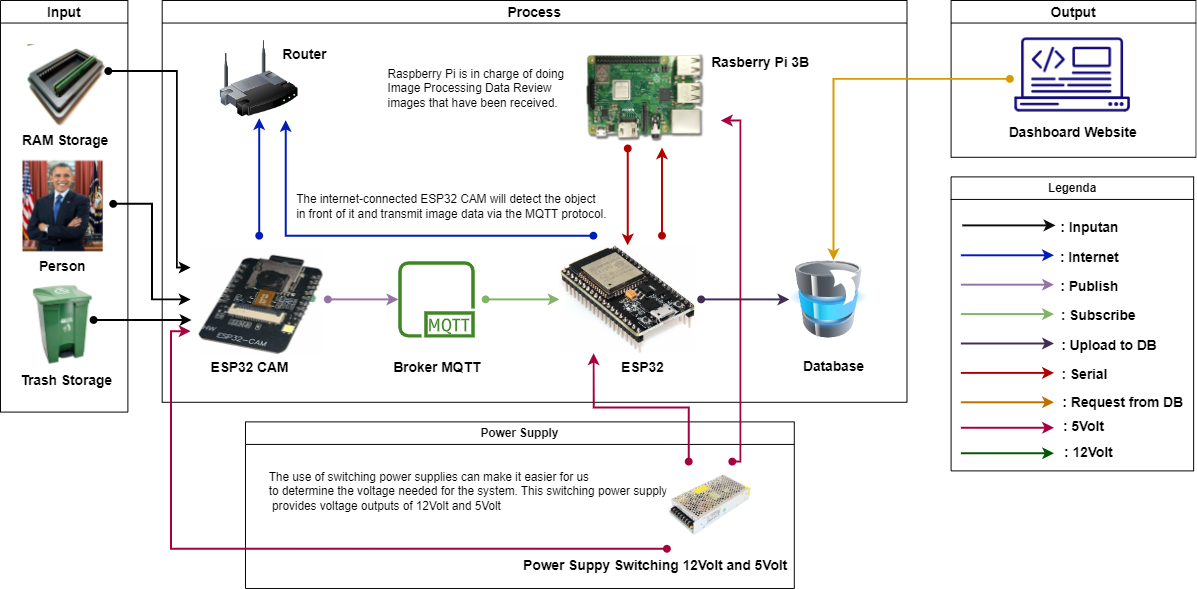 Input
RAM Storage
Person
Trash Storage
Process
Router
Raspberry Pi is in charge of doing
Image Processing Data Review
images that have been received.
Rasberry Pi 3B
The internet-connected ESP32 CAM will detect the object
in front of it and transmit image data via the MQTT protocol.
HW
ESP32-CAM
MQTT
ESP32 CAM
Broker MQTT
ESP32
Database
Output
Dashboard Website
Legenda
: Inputan
: Internet
: Publish
: Subscribe
: Upload to DB
: Serial
: Request from DB
: 5Volt
: 12Volt
Power Supply
The use of switching power supplies can make it easier for us
to determine the voltage needed for the system. This switching power supply
provides voltage outputs of 12Volt and 5Volt
Power Suppy Switching 12Volt and 5Volt